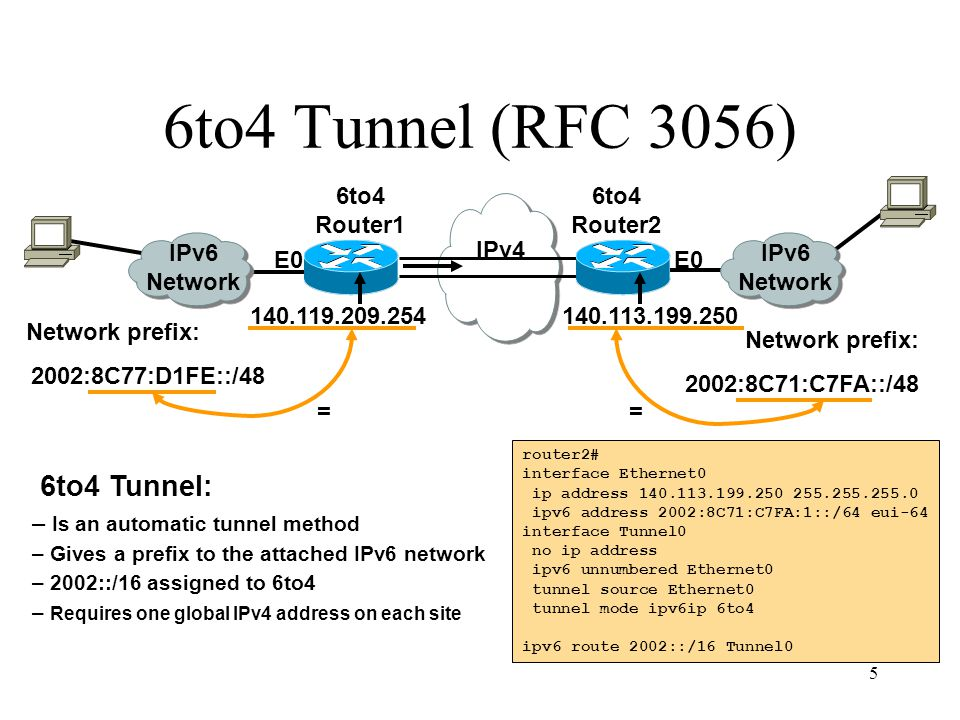 6to4 Tunnel (RFC 3056)
6to4
Router1
6to4
Router2
IPv6
Network
E0
IPv4
E0
IPv6
Network
140.119.209.254
140.113.199.250
Network prefix:
2002:8C77:D1FE::/48
Network prefix:
2002:8C71:C7FA::/48
=
=
6to4 Tunnel:
– Is an automatic tunnel method
– Gives a prefix to the attached IPv6 network
– 2002::/16 assigned to 6to4
– Requires one global IPv4 address on each site
router2#
interface Ethernet0
ip address 140.113.199.250 255.255.255.0
ipv6 address 2002:8C71:C7FA:1::/64 eui-64
interface Tunnel0
no ip address
ipv6 unnumbered Ethernet0
tunnel source Ethernet0
tunnel mode ipv6ip 6to4
ipv6 route 2002::/16 Tunnel0
5